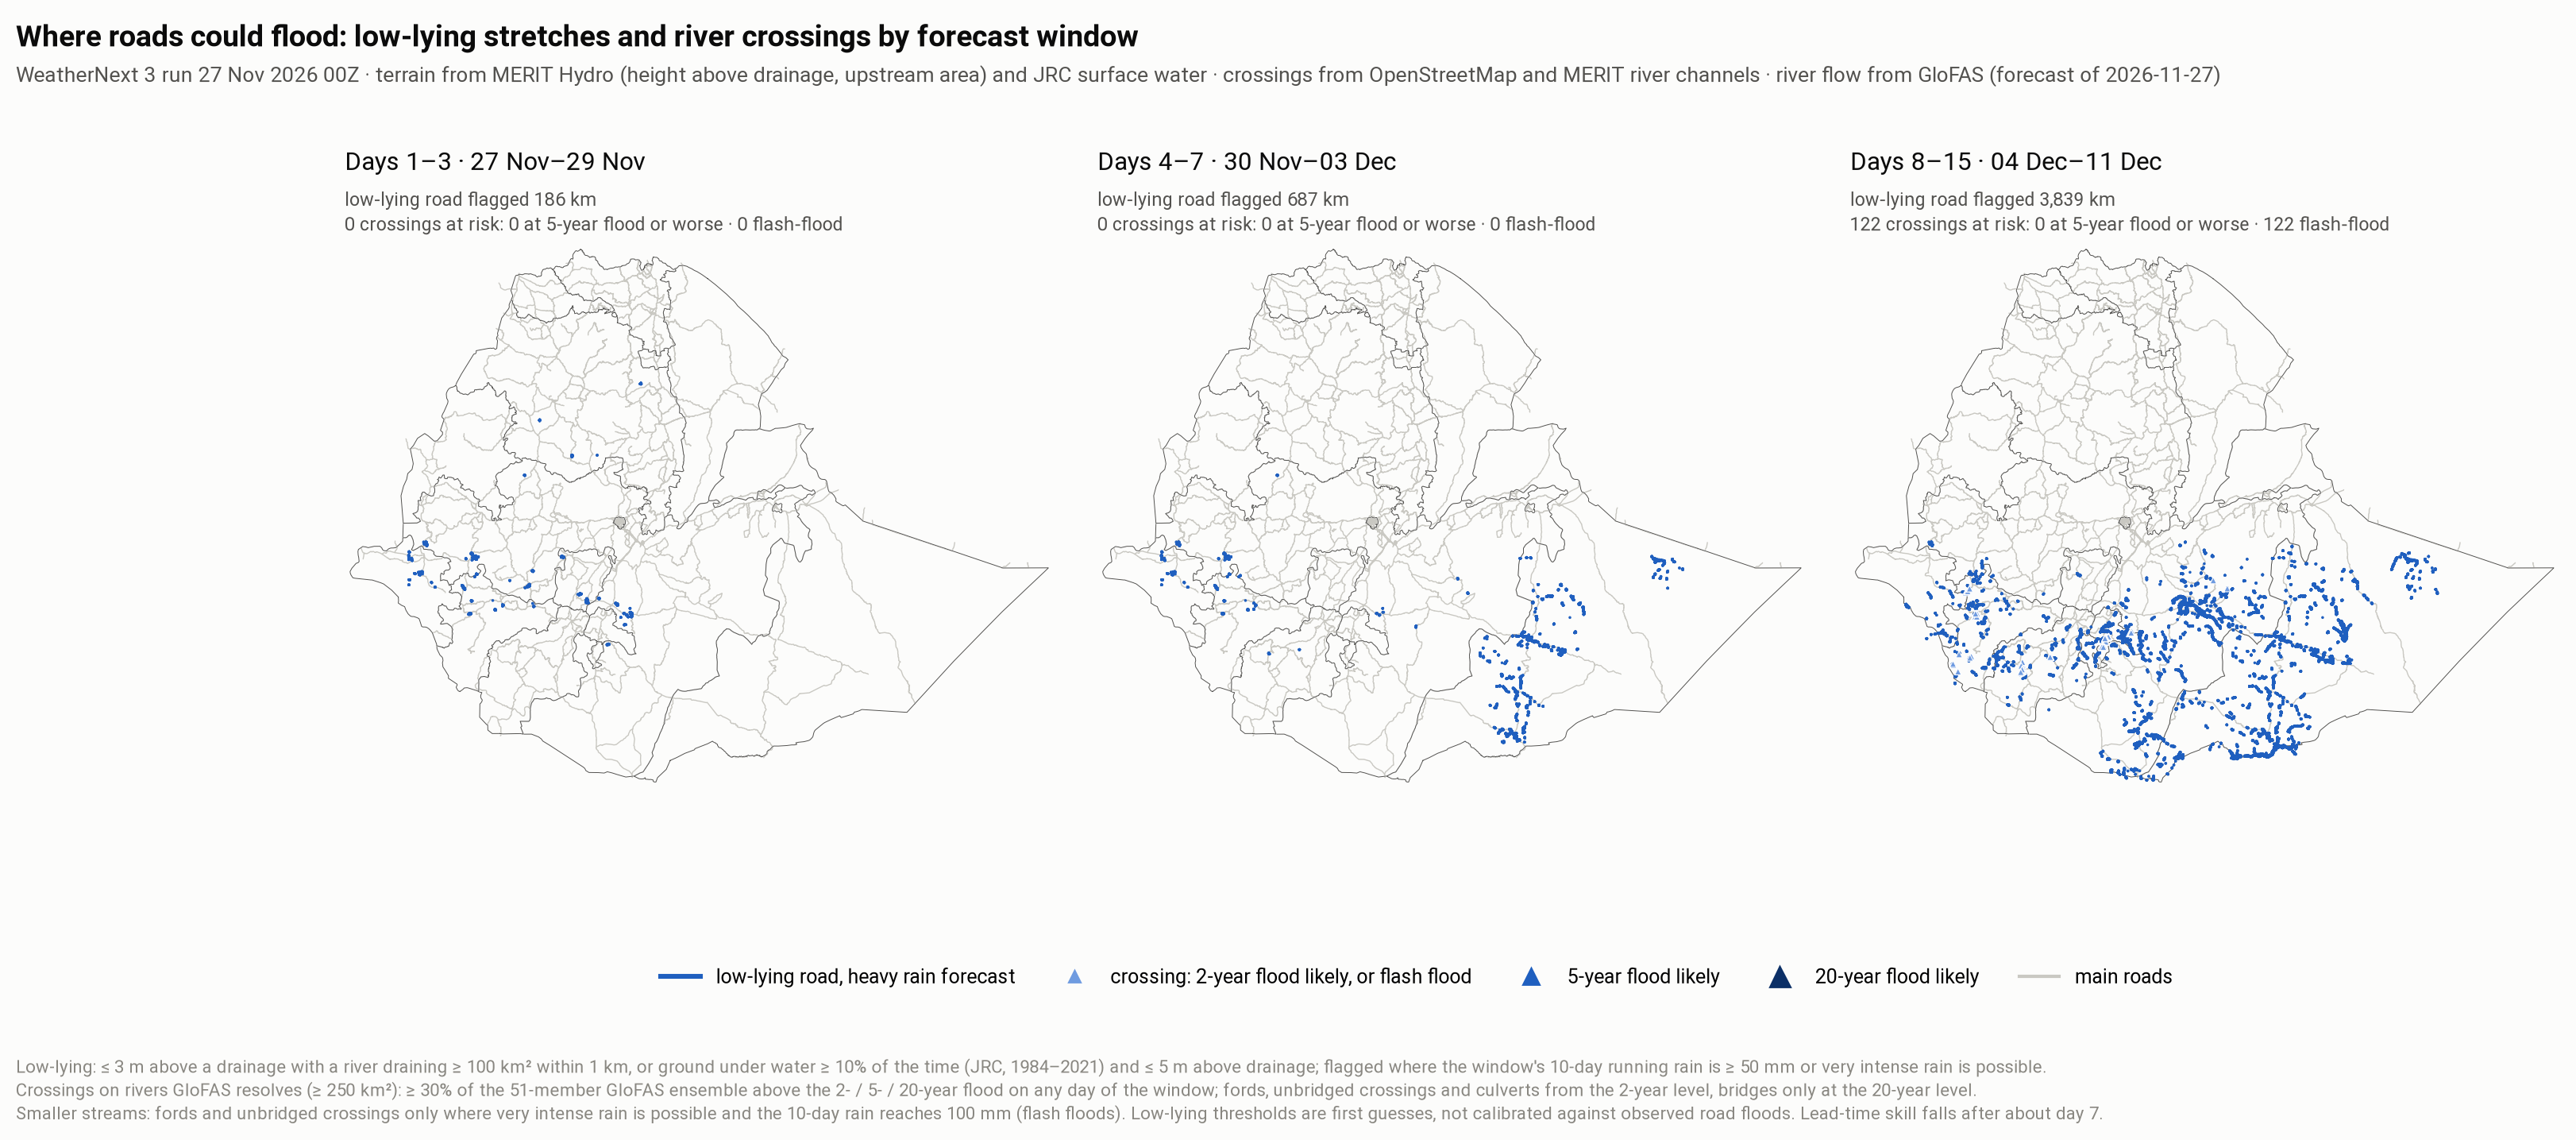 Where roads could flood: low-lying stretches and river crossings by forecast window
WeatherNext 3 run 27 Nov 2026 00Z · terrain from MERIT Hydro (height above drainage, upstream area) and JRC surface water · crossings from OpenStreetMap and MERIT river channels · river flow from GloFAS (forecast of 2026-11-27)
Days 1–3 · 27 Nov–29 Nov
low-lying road flagged 186 km
0 crossings at risk: 0 at 5-year flood or worse · 0 flash-flood
Days 4–7 · 30 Nov–03 Dec
low-lying road flagged 687 km
0 crossings at risk: 0 at 5-year flood or worse · 0 flash-flood
Days 8–15 · 04 Dec–11 Dec
low-lying road flagged 3,839 km
122 crossings at risk: 0 at 5-year flood or worse · 122 flash-flood
low-lying road, heavy rain forecast
crossing: 2-year flood likely, or flash flood
5-year flood likely
20-year flood likely
main roads
Low-lying: ≤ 3 m above a drainage with a river draining ≥ 100 km² within 1 km, or ground under water ≥ 10% of the time (JRC, 1984–2021) and ≤ 5 m above drainage; flagged where the window's 10-day running rain is ≥ 50 mm or very intense rain is possible.
Crossings on rivers GloFAS resolves (≥ 250 km²): ≥ 30% of the 51-member GloFAS ensemble above the 2- / 5- / 20-year flood on any day of the window; fords, unbridged crossings and culverts from the 2-year level, bridges only at the 20-year level.
Smaller streams: fords and unbridged crossings only where very intense rain is possible and the 10-day rain reaches 100 mm (flash floods). Low-lying thresholds are first guesses, not calibrated against observed road floods. Lead-time skill falls after about day 7.